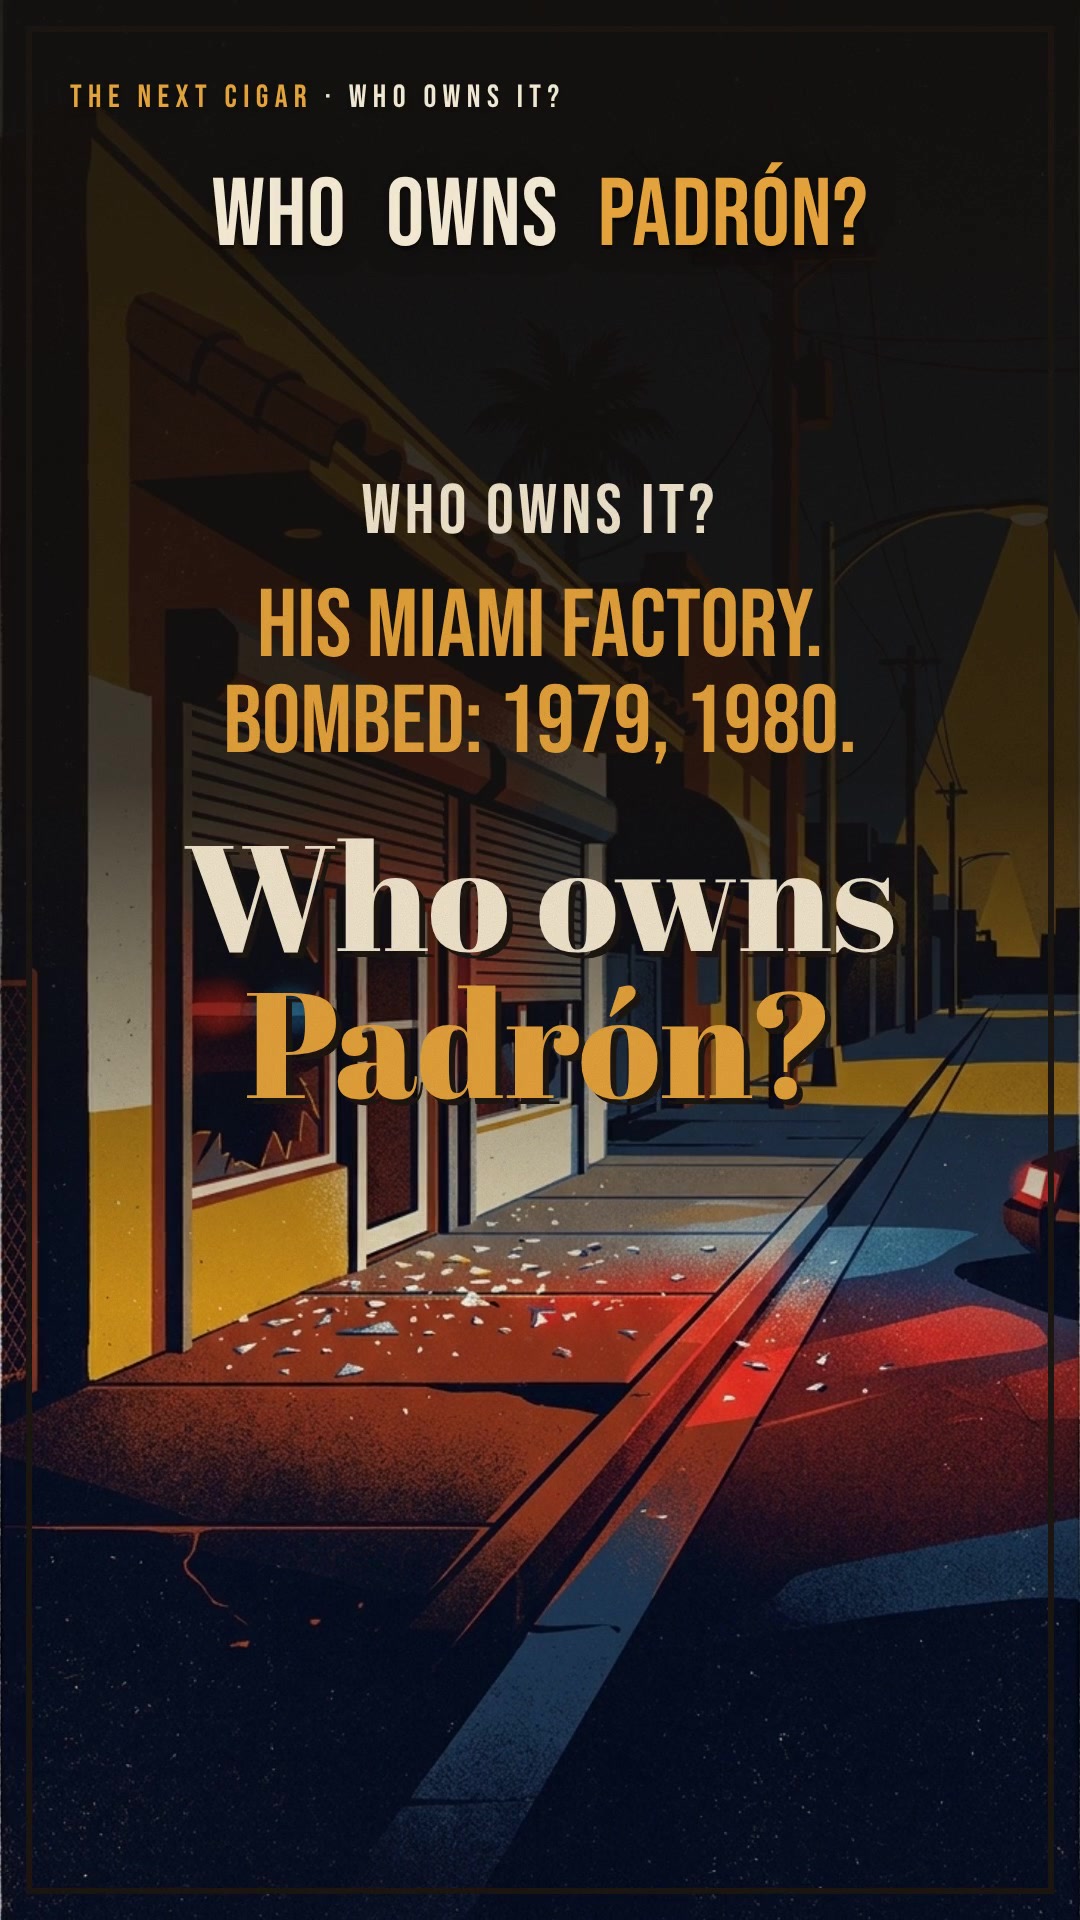 THE NEXT CIGAR · WHO OWNS IT?
WHO OWNS PADRÓN?
WHO OWNS IT?
HIS MIAMI FACTORY.
BOMBED: 1979, 1980.
Who owns
Padrón?